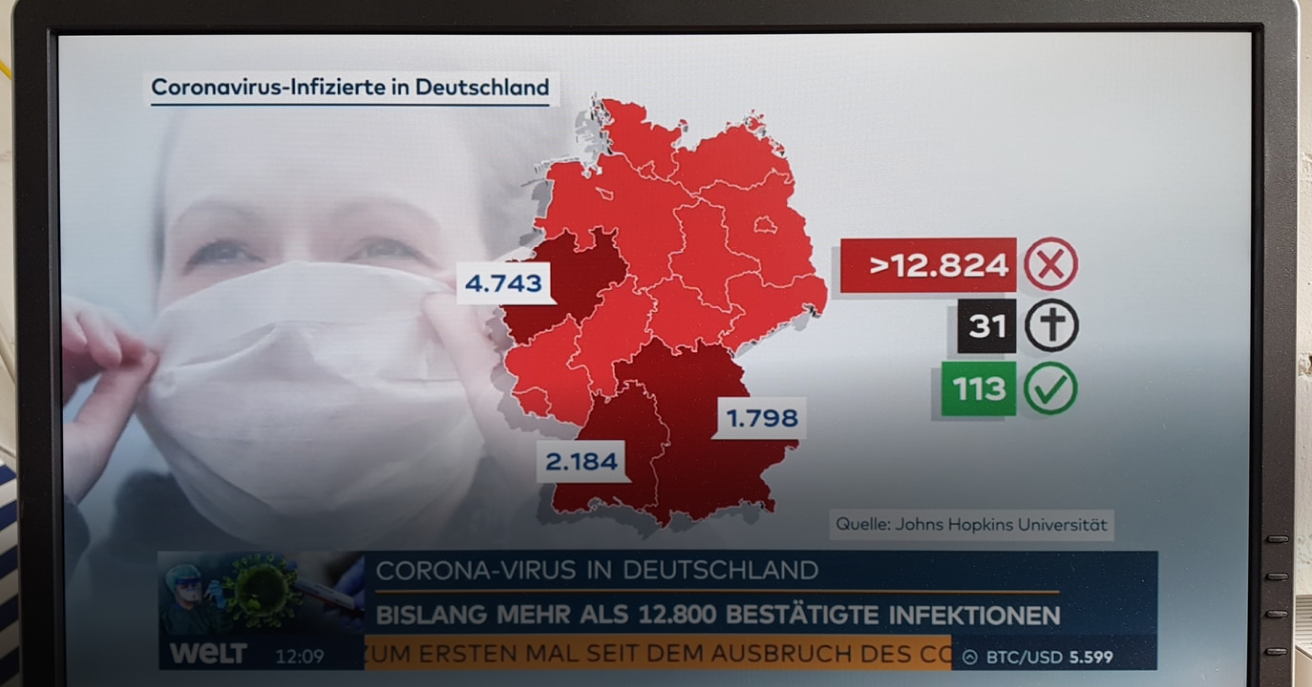 Coronavirus-Infizierte in Deutschland
4.743
>12.824
31
113
1.798
2.184
Quelle: Johns Hopkins Universität
CORONA-VIRUS IN DEUTSCHLAND
BISLANG MEHR ALS 12.800 BESTÄTIGTE INFEKTIONEN
WELT 12:09 ZUM ERSTEN MAL SEIT DEM AUSBRUCH DES CO BTC/USD 5.599